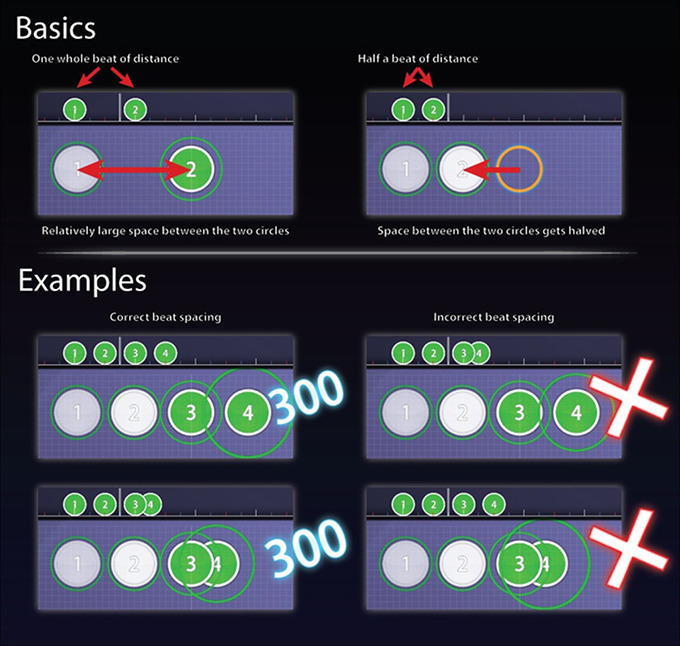 Basics
One whole beat of distance
Half a beat of distance
1 2
1 2
1 2
1 2
Relatively large space between the two circles
Space between the two circles gets halved
Examples
Correct beat spacing
Incorrect beat spacing
1 2 3 4
1 2 3 4
1 2 3 4
300
1 2 3 4
1 2 3 4
1 2 3 4
1 2 3 4
300
1 2 3 4